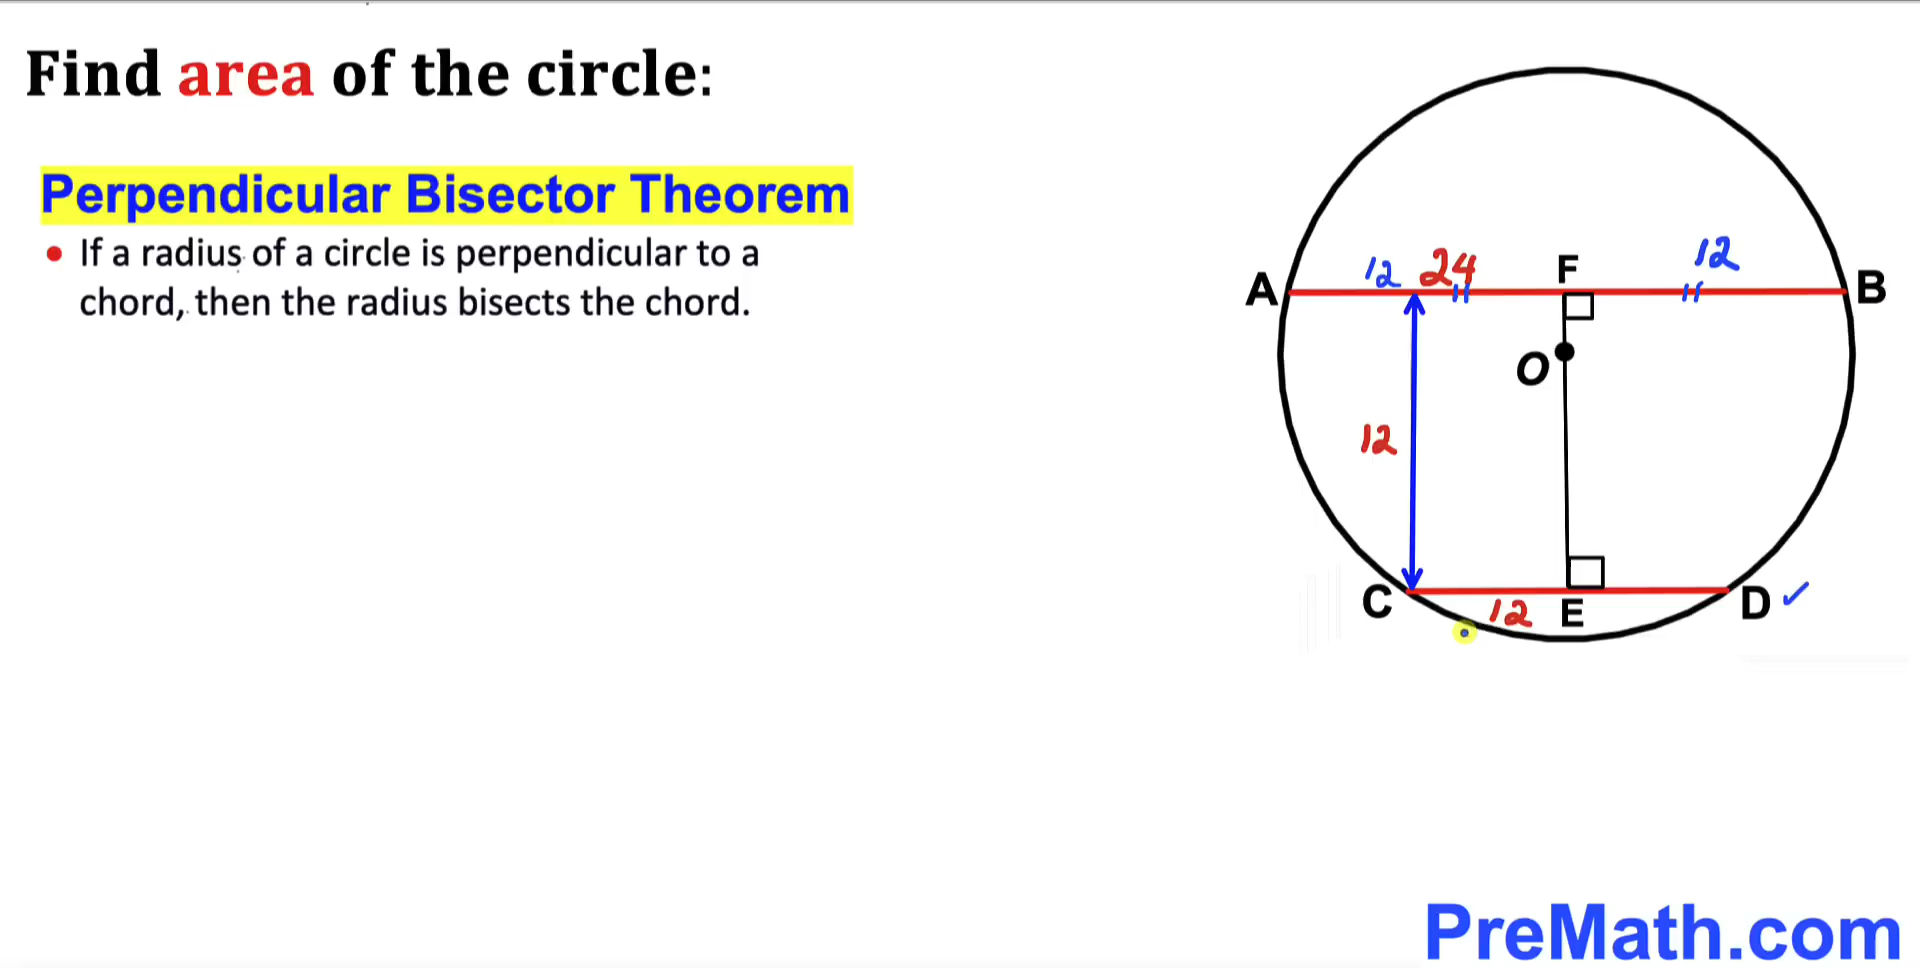 Find area of the circle:
Perpendicular Bisector Theorem
• If a radius of a circle is perpendicular to a
chord, then the radius bisects the chord.
12 24 F 12
A B
O
12
C 12 E D ✓
PreMath.com